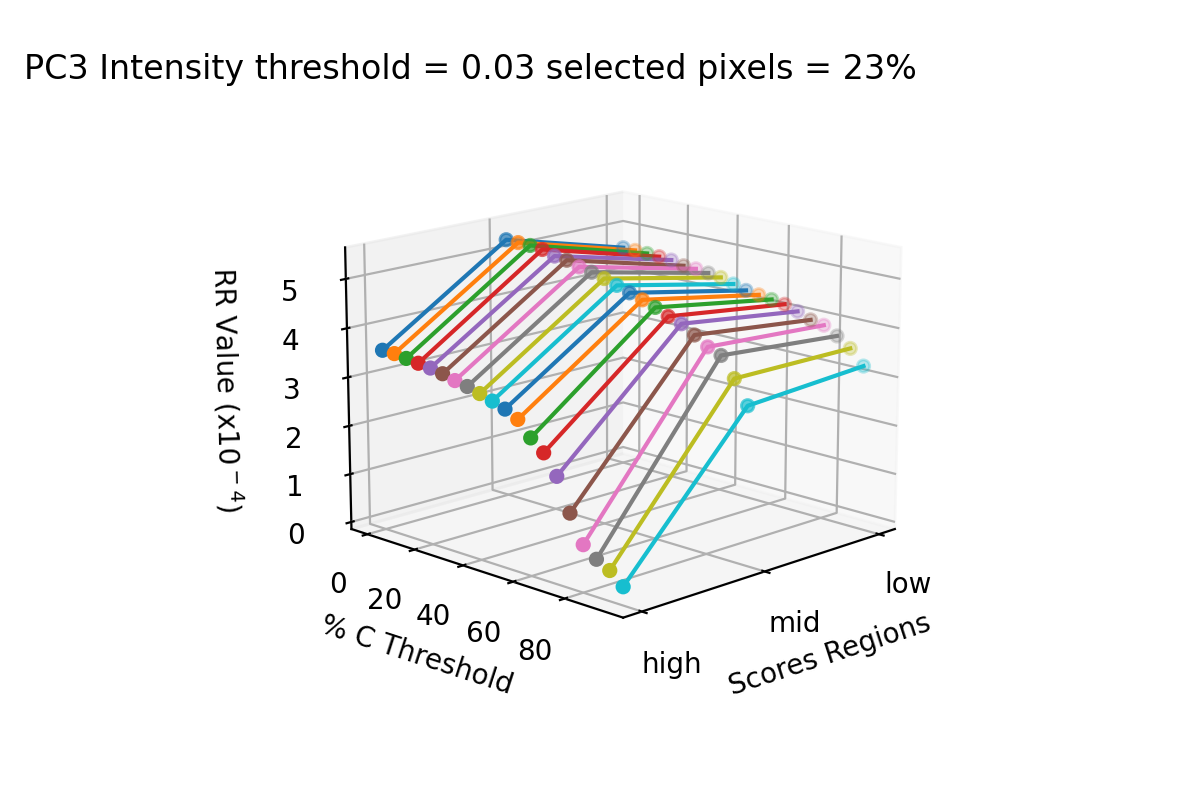 PC3 Intensity threshold = 0.03 selected pixels = 23%
RR Value (x10⁻⁴)
5
4
3
2
1
0
0
20
40
60
80
% C Threshold
low
mid
high
Scores Regions